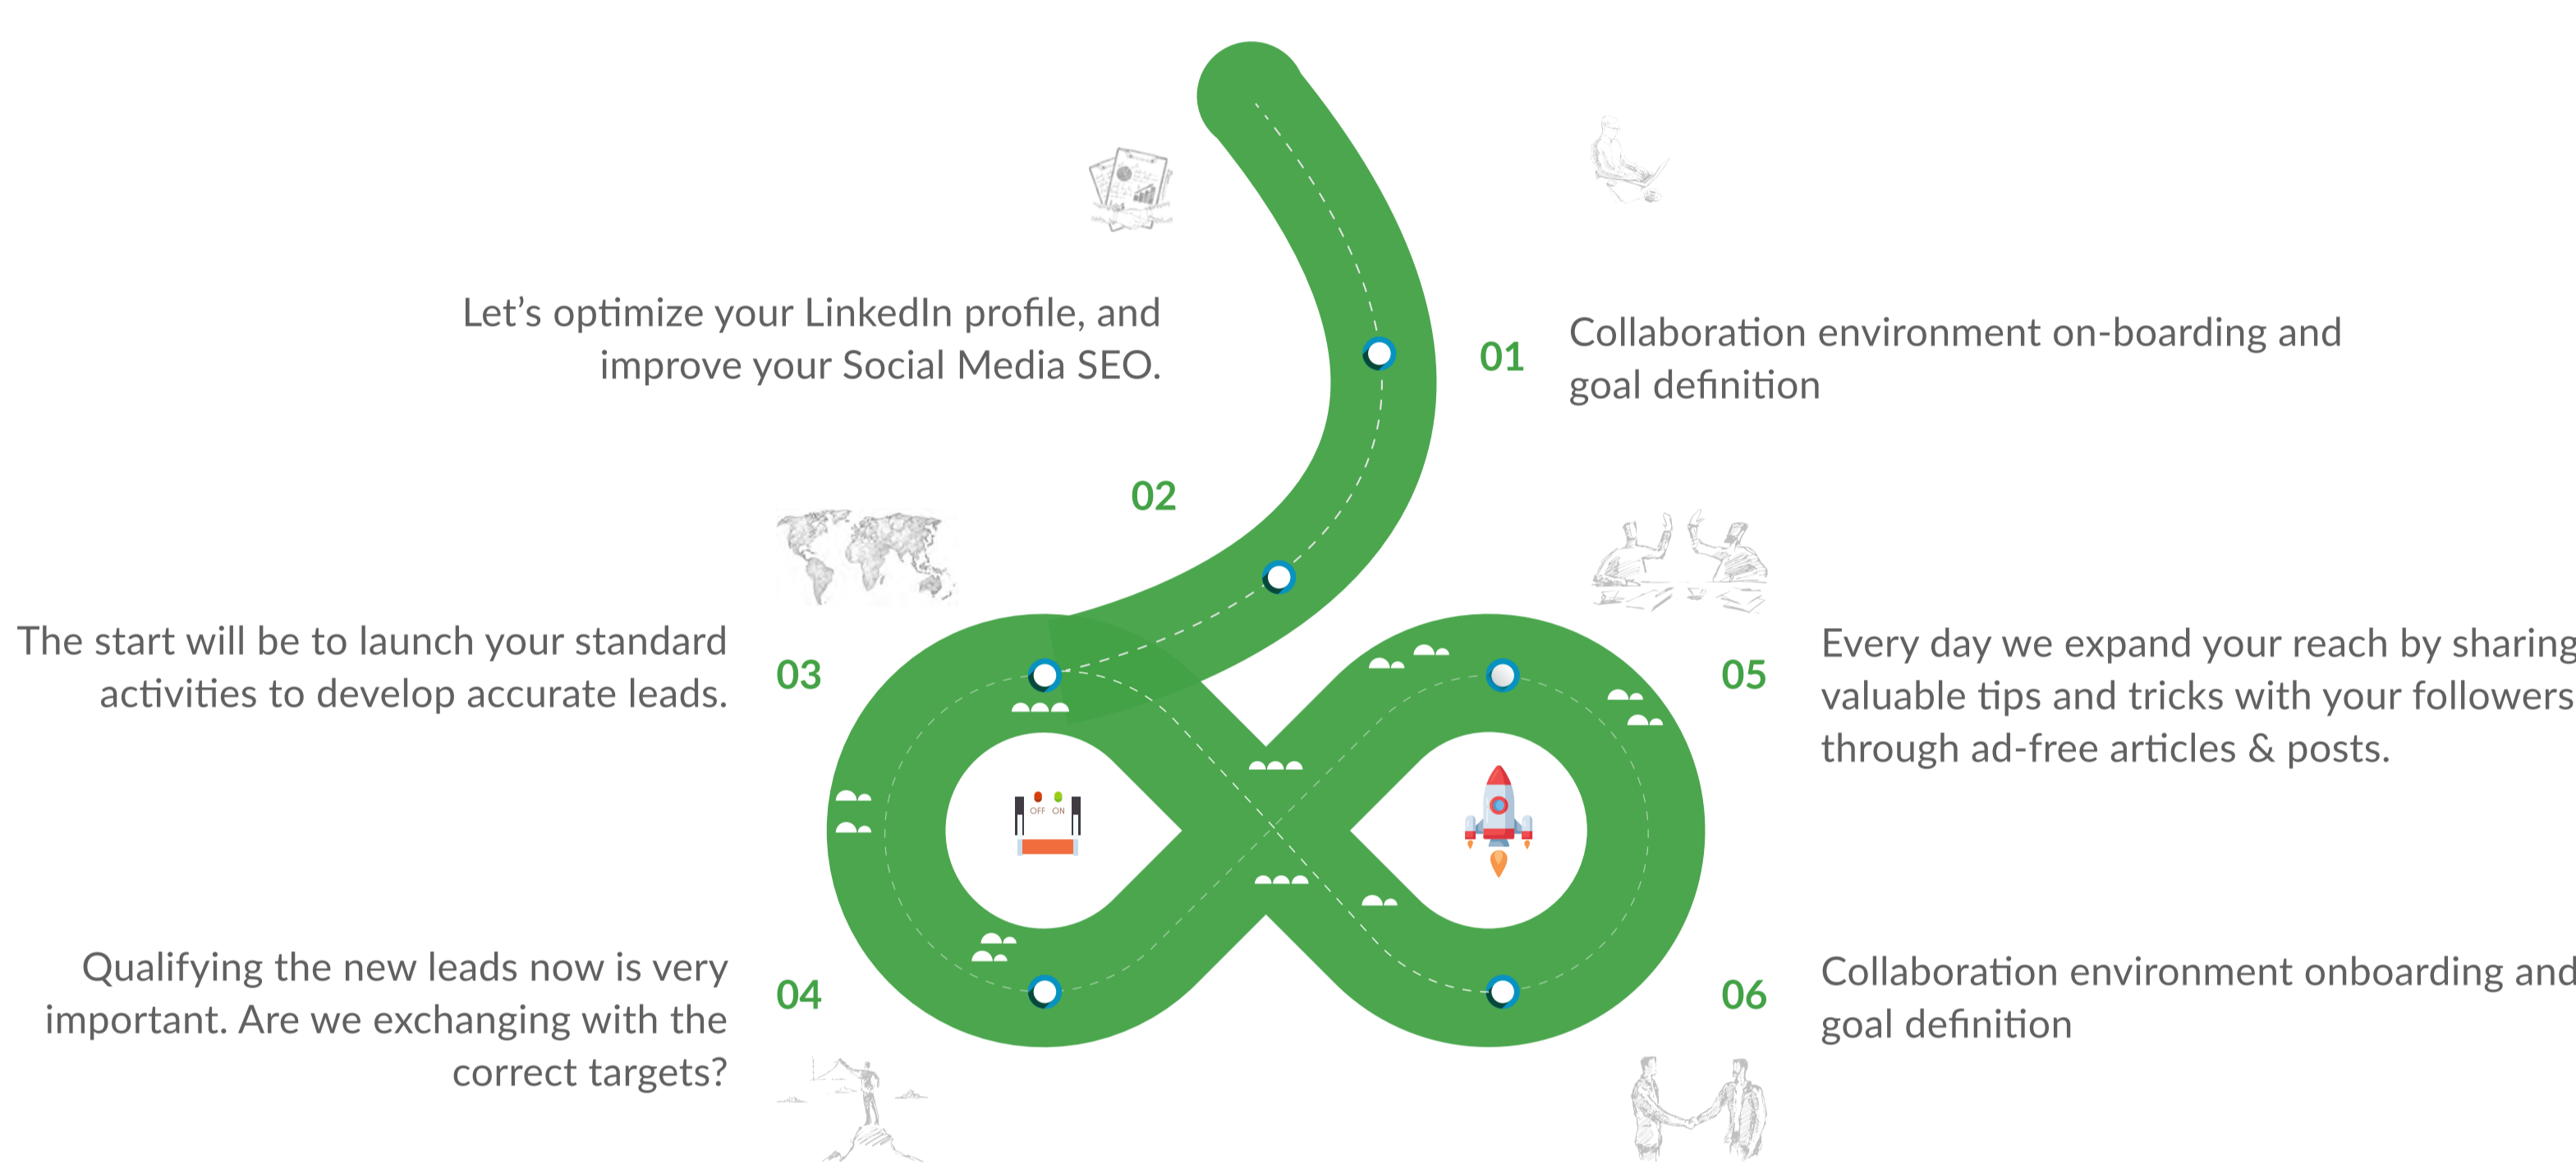 01
Collaboration environment on-boarding and
goal definition
02
Let’s optimize your LinkedIn profile, and
improve your Social Media SEO.
03
The start will be to launch your standard
activities to develop accurate leads.
OFF ON
04
Qualifying the new leads now is very
important. Are we exchanging with the
correct targets?
05
Every day we expand your reach by sharing
valuable tips and tricks with your followers
through ad-free articles & posts.
06
Collaboration environment onboarding and
goal definition